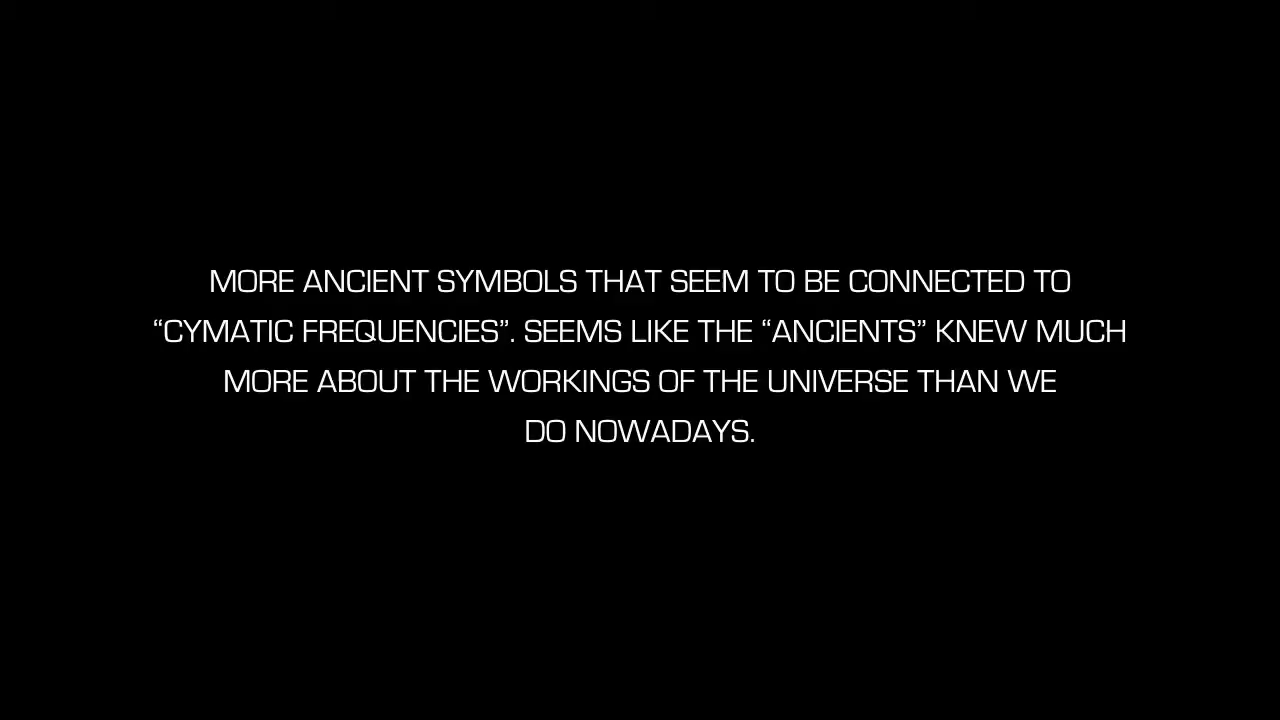 MORE ANCIENT SYMBOLS THAT SEEM TO BE CONNECTED TO
“CYMATIC FREQUENCIES”. SEEMS LIKE THE “ANCIENTS” KNEW MUCH
MORE ABOUT THE WORKINGS OF THE UNIVERSE THAN WE
DO NOWADAYS.